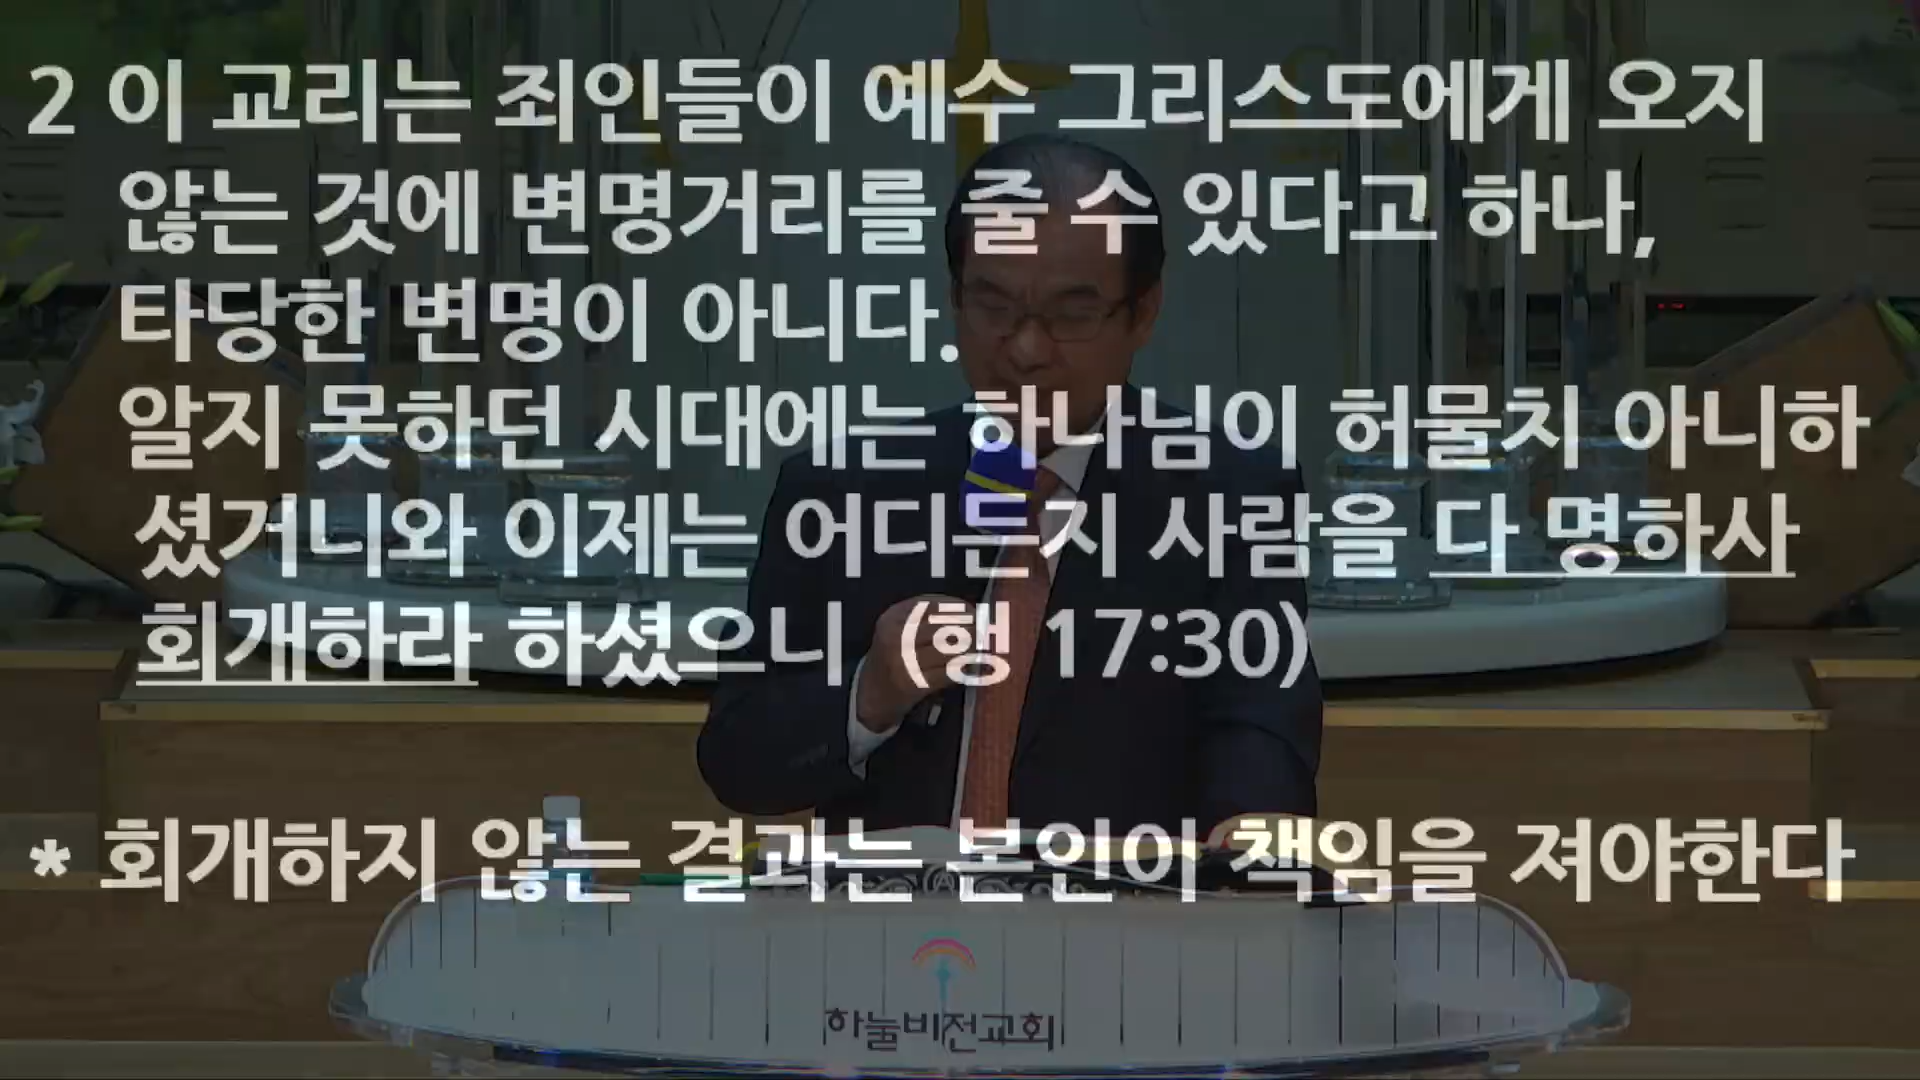 2 이 교리는 죄인들이 예수 그리스도에게 오지
않는 것에 변명거리를 줄 수 있다고 하나,
타당한 변명이 아니다.
알지 못하던 시대에는 하나님이 허물치 아니하
셨거니와 이제는 어디든지 사람을 다 명하사
회개하라 하셨으니 (행 17:30)
* 회개하지 않는 결과는 본인이 책임을 져야한다
하늘비전교회